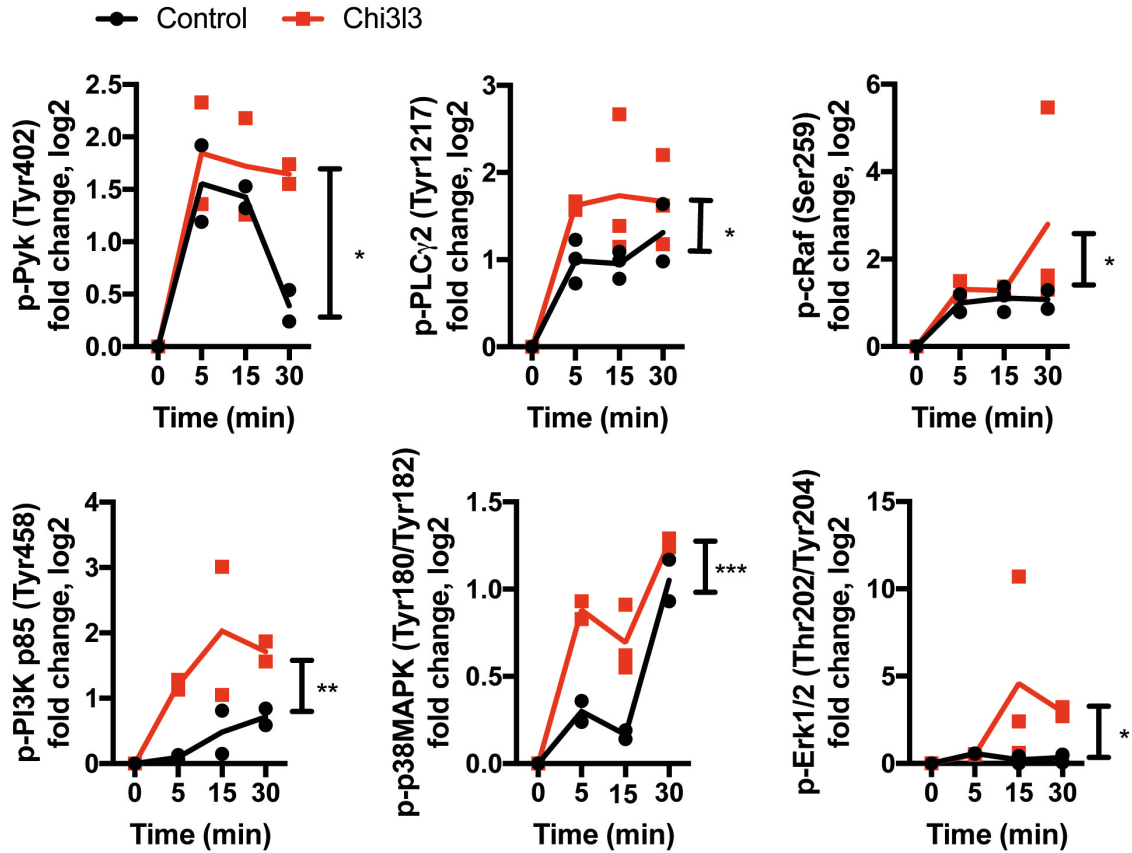 Control Chi3l3
p-Pyk (Tyr402)
fold change, log2
2.5
2.0
1.5
1.0
0.5
0.0
*
0 5 15 30
Time (min)
p-PLCγ2 (Tyr1217)
fold change, log2
3
2
1
0
*
0 5 15 30
Time (min)
p-cRaf (Ser259)
fold change, log2
6
4
2
0
*
0 5 15 30
Time (min)
p-PI3K p85 (Tyr458)
fold change, log2
4
3
2
1
0
**
0 5 15 30
Time (min)
p-p38MAPK (Tyr180/Tyr182)
fold change, log2
1.5
1.0
0.5
0.0
***
0 5 15 30
Time (min)
p-Erk1/2 (Thr202/Tyr204)
fold change, log2
15
10
5
0
*
0 5 15 30
Time (min)